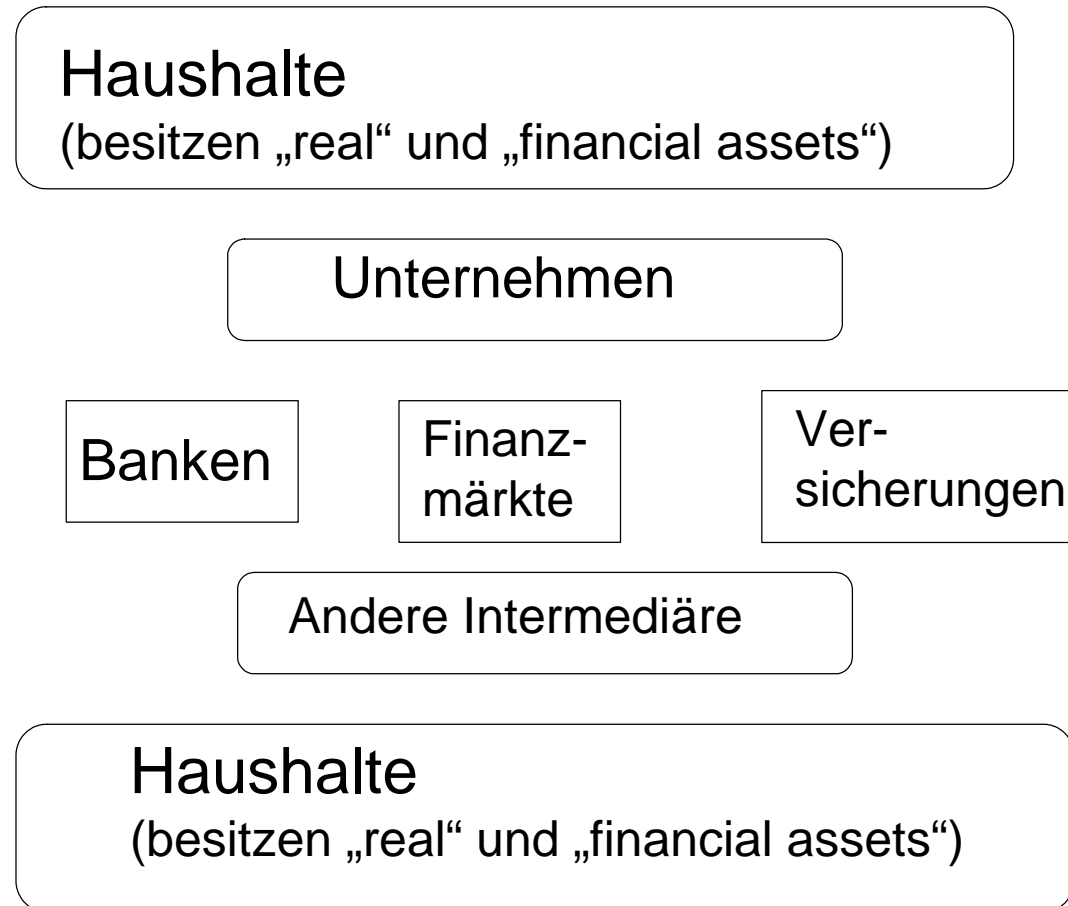 Haushalte
(besitzen „real“ und „financial assets“)
Unternehmen
Banken
Finanz-
märkte
Ver-
sicherungen
Andere Intermediäre
Haushalte
(besitzen „real“ und „financial assets“)